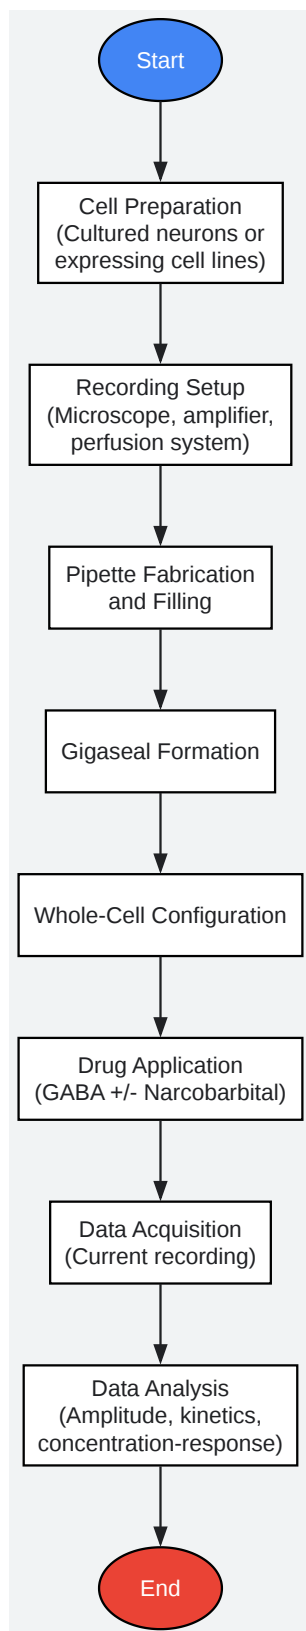 Start
Cell Preparation
(Cultured neurons or
expressing cell lines)
Recording Setup
(Microscope, amplifier,
perfusion system)
Pipette Fabrication
and Filling
Gigaseal Formation
Whole-Cell Configuration
Drug Application
(GABA +/- Narcobarbital)
Data Acquisition
(Current recording)
Data Analysis
(Amplitude, kinetics,
concentration-response)
End